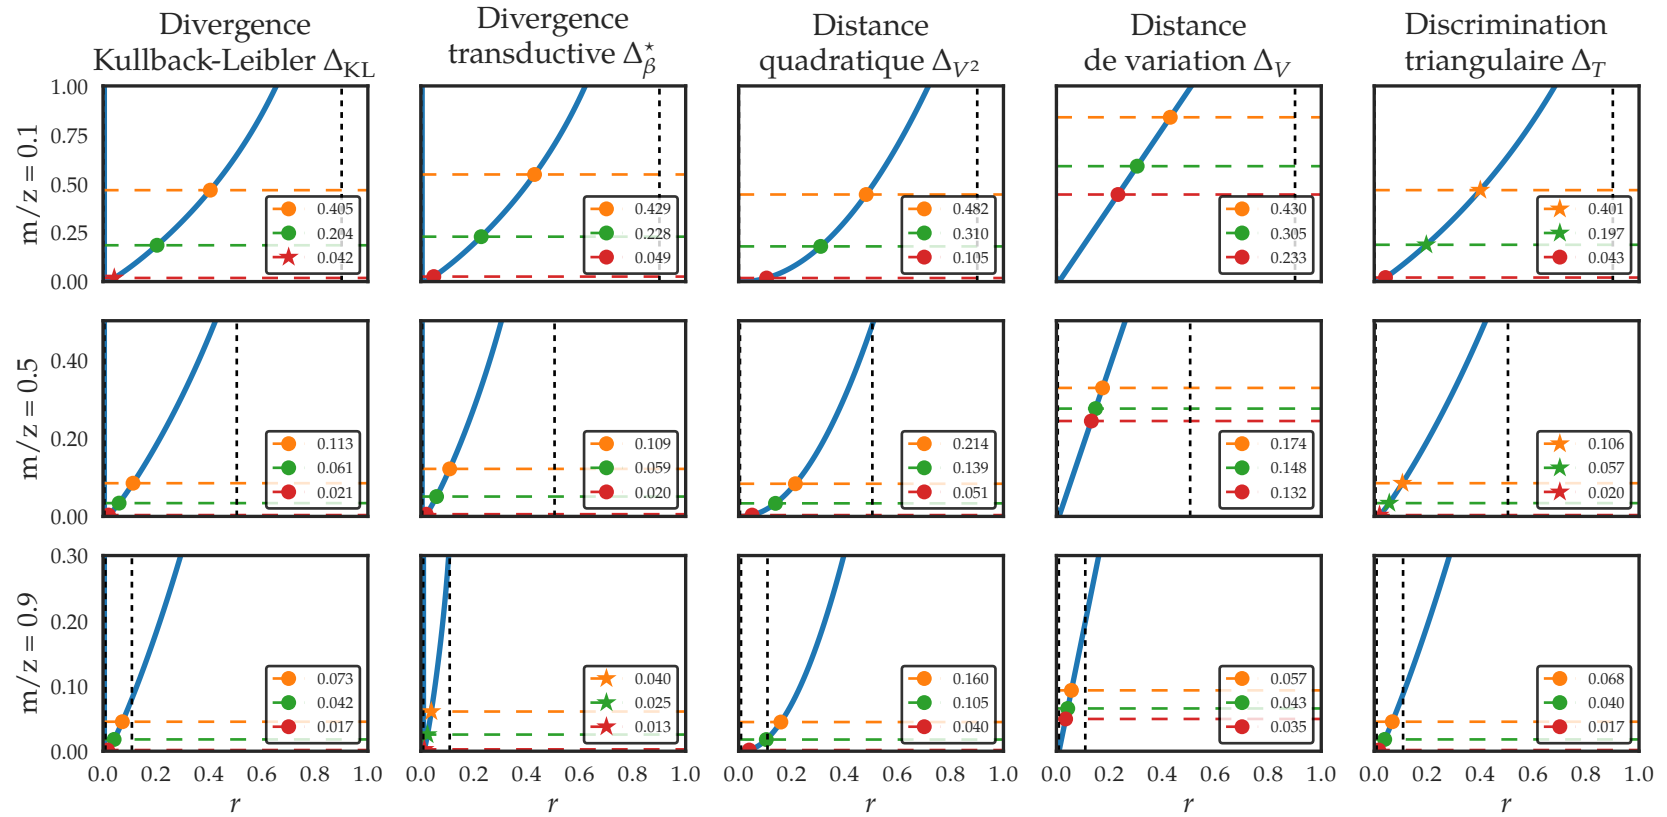 Divergence
Kullback-Leibler Δ_KL
Divergence
transductive Δ⋆_β
Distance
quadratique Δ_V²
Distance
de variation Δ_V
Discrimination
triangulaire Δ_T
m/z = 0.1
1.00
0.75
0.50
0.25
0.00
0.405
0.204
0.042
0.429
0.228
0.049
0.482
0.310
0.105
0.430
0.305
0.233
0.401
0.197
0.043
m/z = 0.5
0.40
0.20
0.00
0.113
0.061
0.021
0.109
0.059
0.020
0.214
0.139
0.051
0.174
0.148
0.132
0.106
0.057
0.020
m/z = 0.9
0.30
0.20
0.10
0.00
0.073
0.042
0.017
0.040
0.025
0.013
0.160
0.105
0.040
0.057
0.043
0.035
0.068
0.040
0.017
0.0 0.2 0.4 0.6 0.8 1.0
0.0 0.2 0.4 0.6 0.8 1.0
0.0 0.2 0.4 0.6 0.8 1.0
0.0 0.2 0.4 0.6 0.8 1.0
0.0 0.2 0.4 0.6 0.8 1.0
r
r
r
r
r